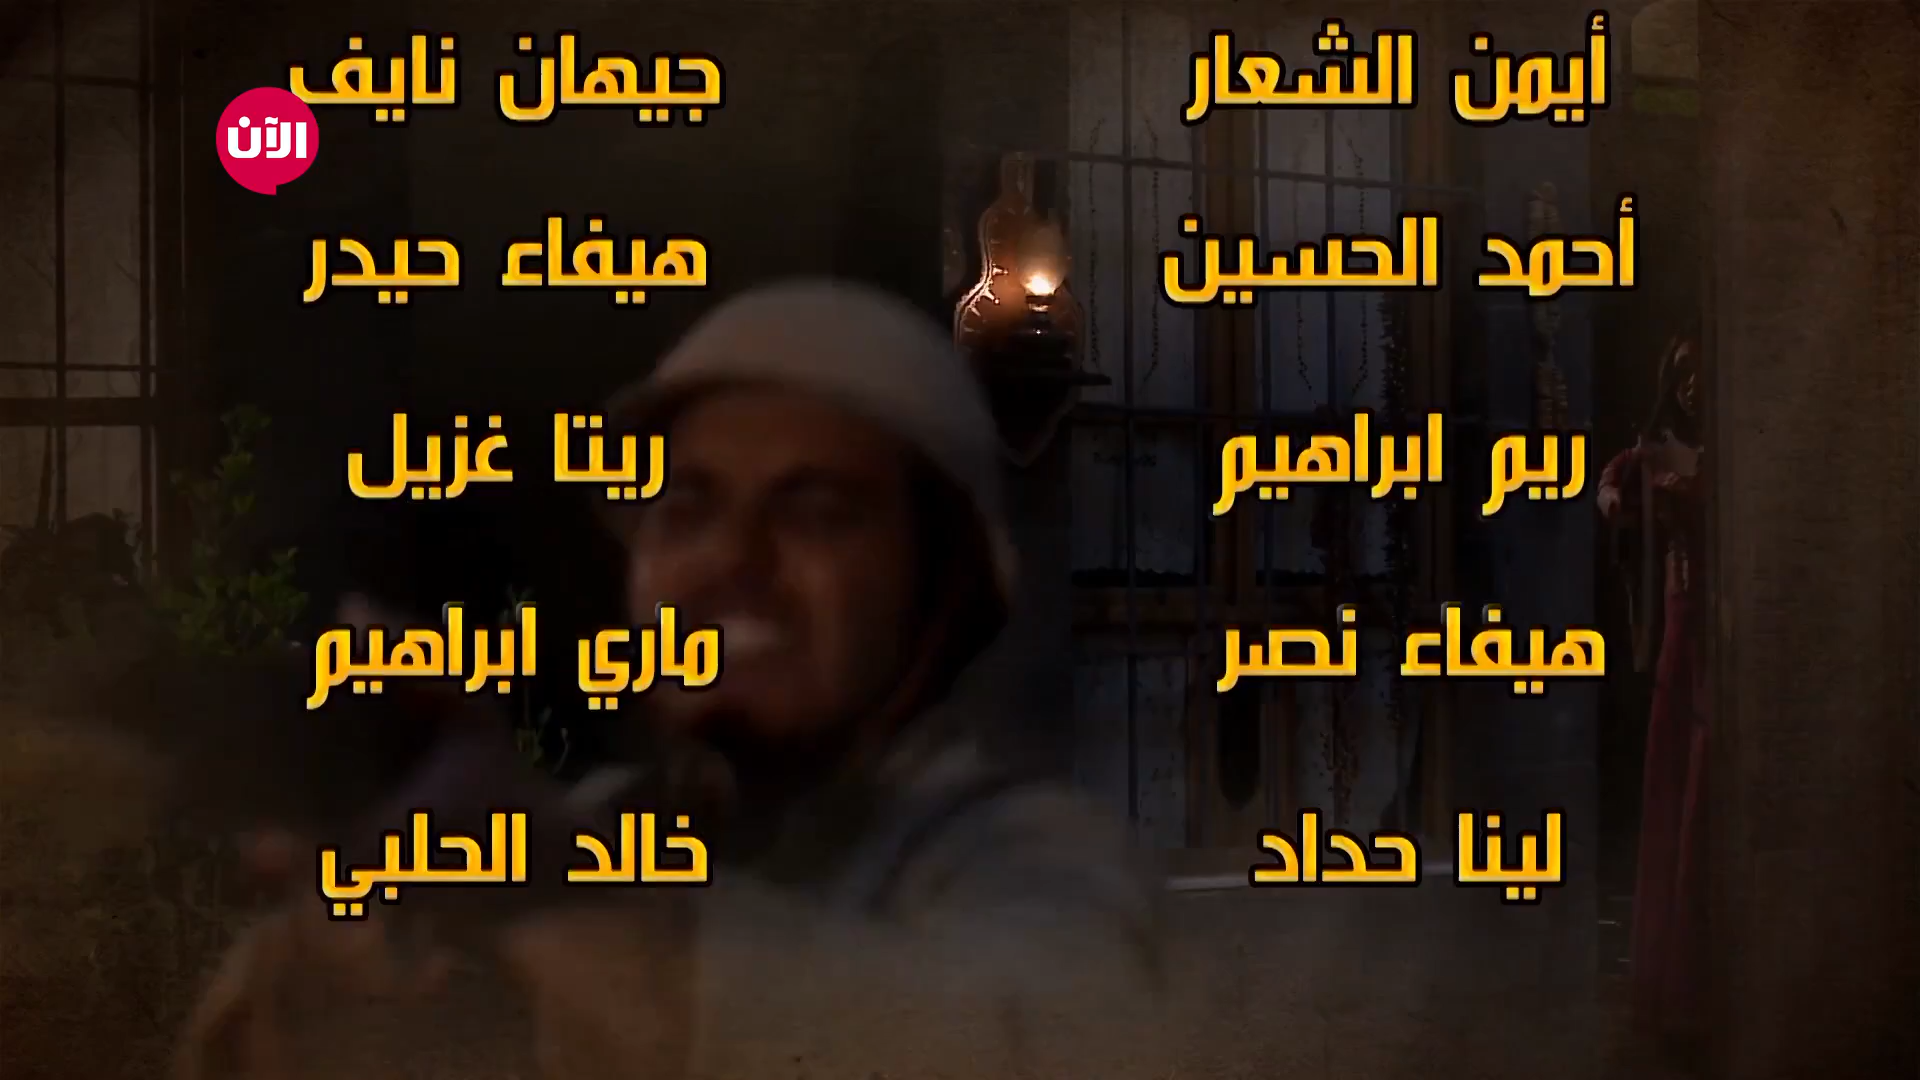 أيمن الشعار
جيهان نايف
الآن
أحمد الحسين
هيفاء حيدر
ريم ابراهيم
ريتا غزيل
هيفاء نصر
ماري ابراهيم
لينا حداد
خالد الحلبي